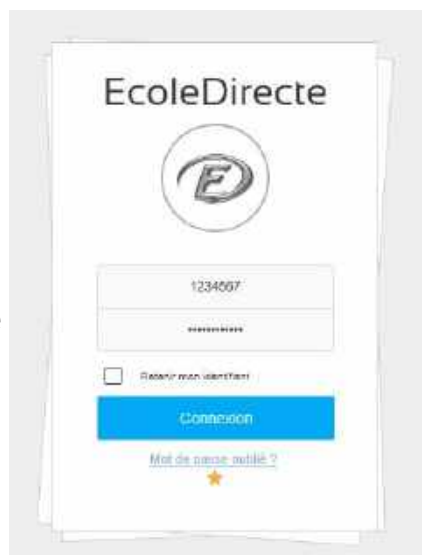 EcoleDirecte
1234567
••••••••••••
Retenir mon identifiant
Connexion
Mot de passe oublié ?